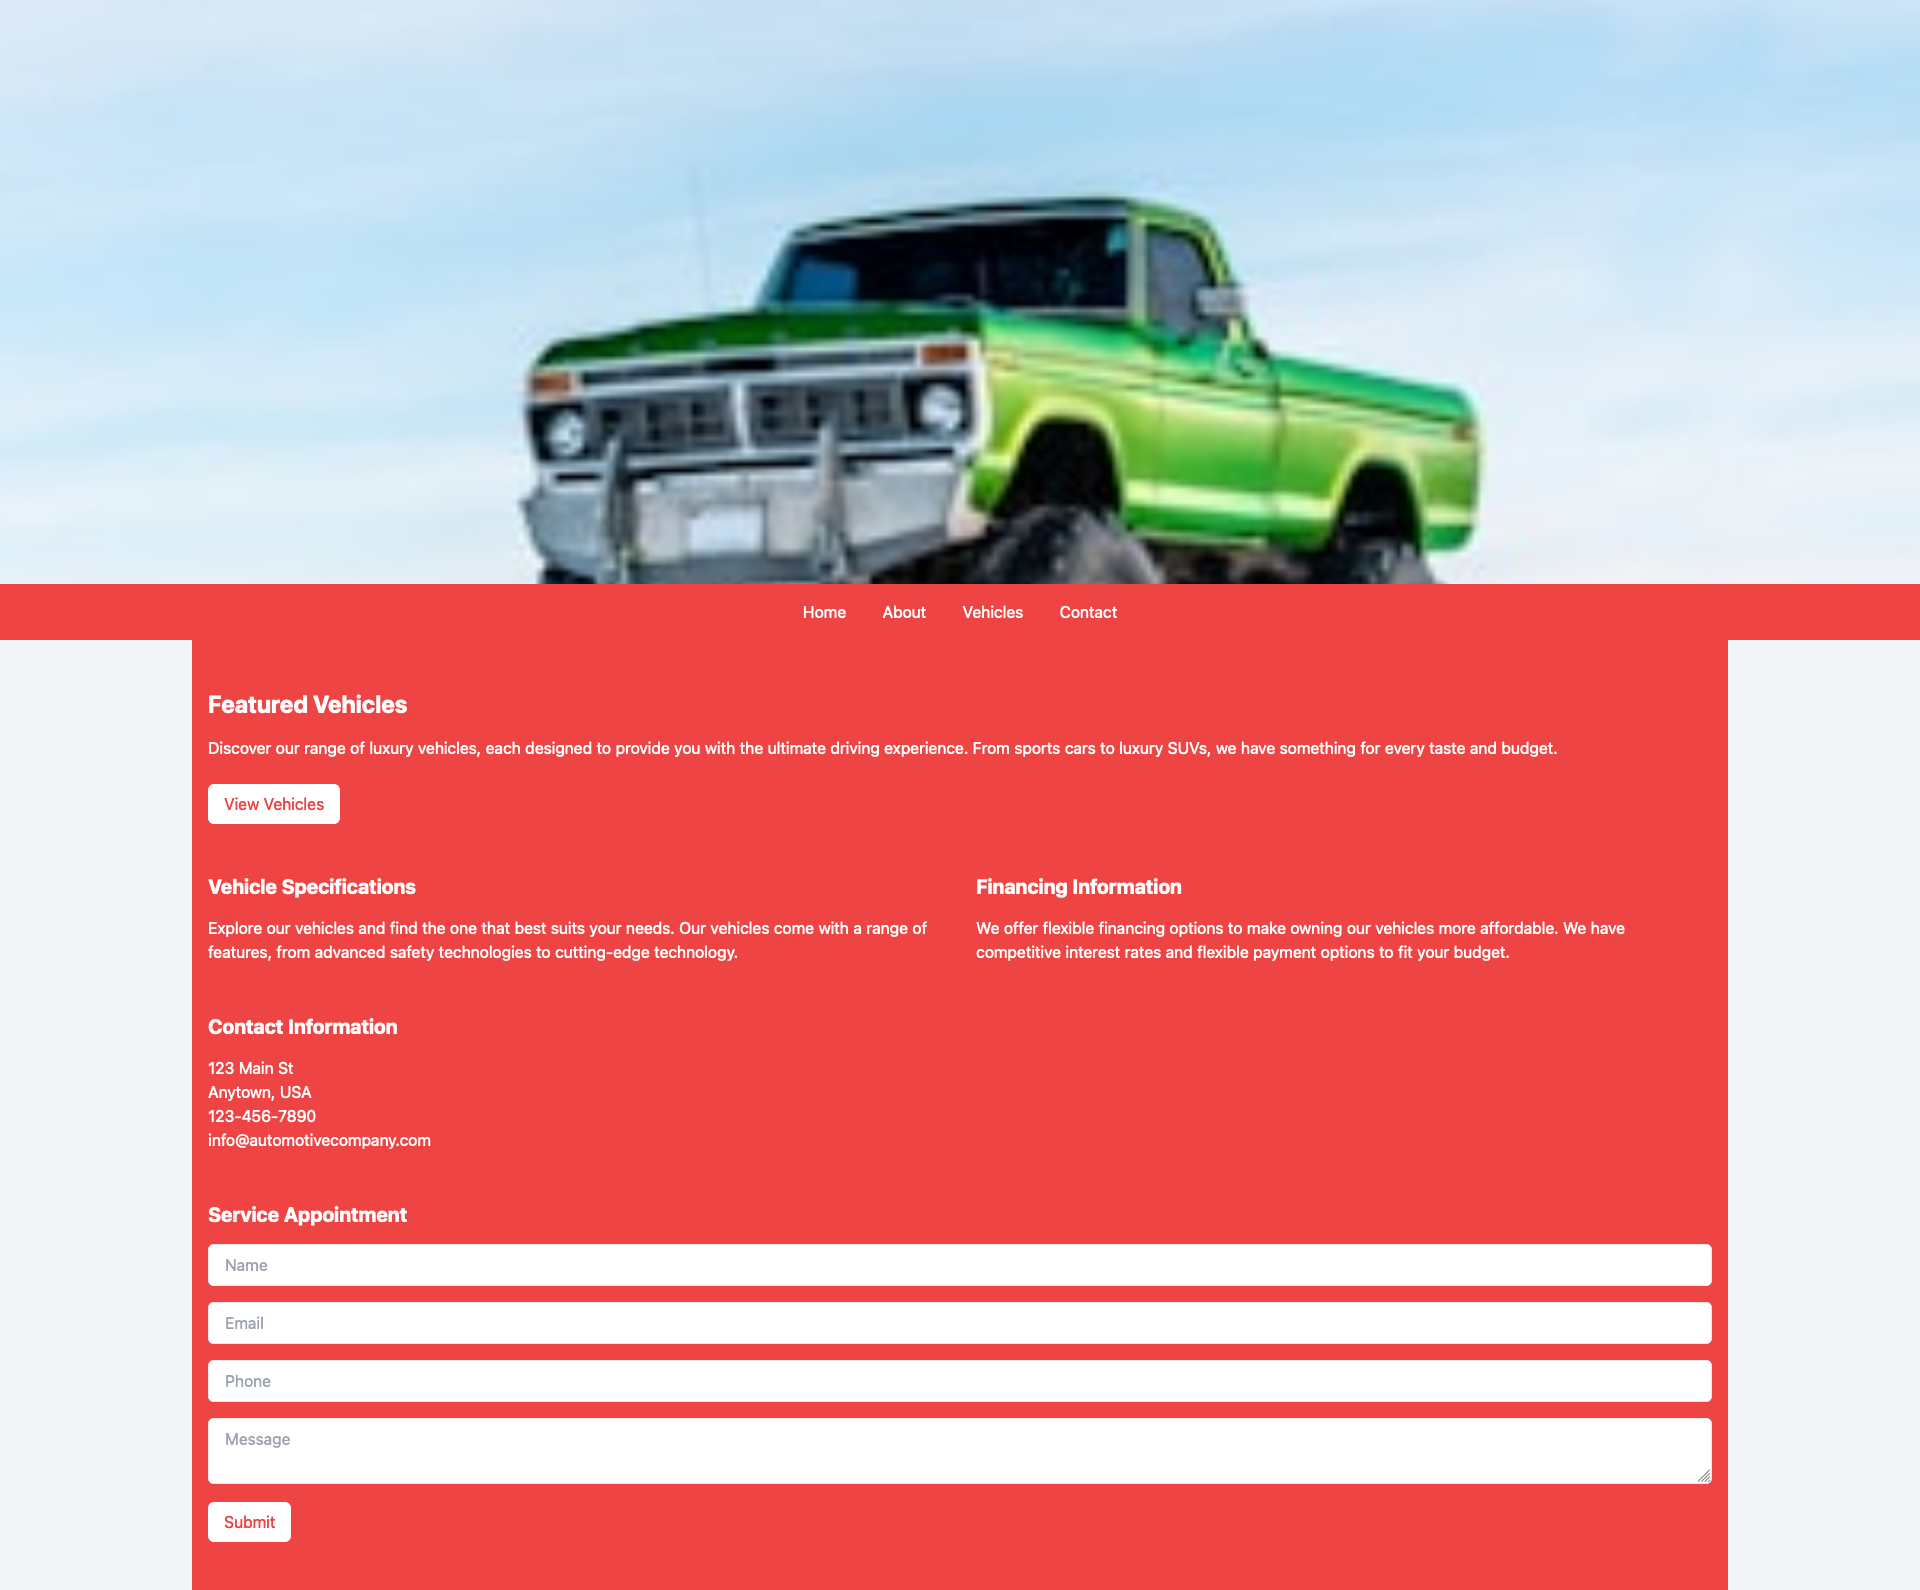 Home
About
Vehicles
Contact
Featured Vehicles
Discover our range of luxury vehicles, each designed to provide you with the ultimate driving experience. From sports cars to luxury SUVs, we have something for every taste and budget.
View Vehicles
Vehicle Specifications
Explore our vehicles and find the one that best suits your needs. Our vehicles come with a range of
features, from advanced safety technologies to cutting-edge technology.
Financing Information
We offer flexible financing options to make owning our vehicles more affordable. We have
competitive interest rates and flexible payment options to fit your budget.
Contact Information
123 Main St
Anytown, USA
123-456-7890
info@automotivecompany.com
Service Appointment
Name
Email
Phone
Message
Submit